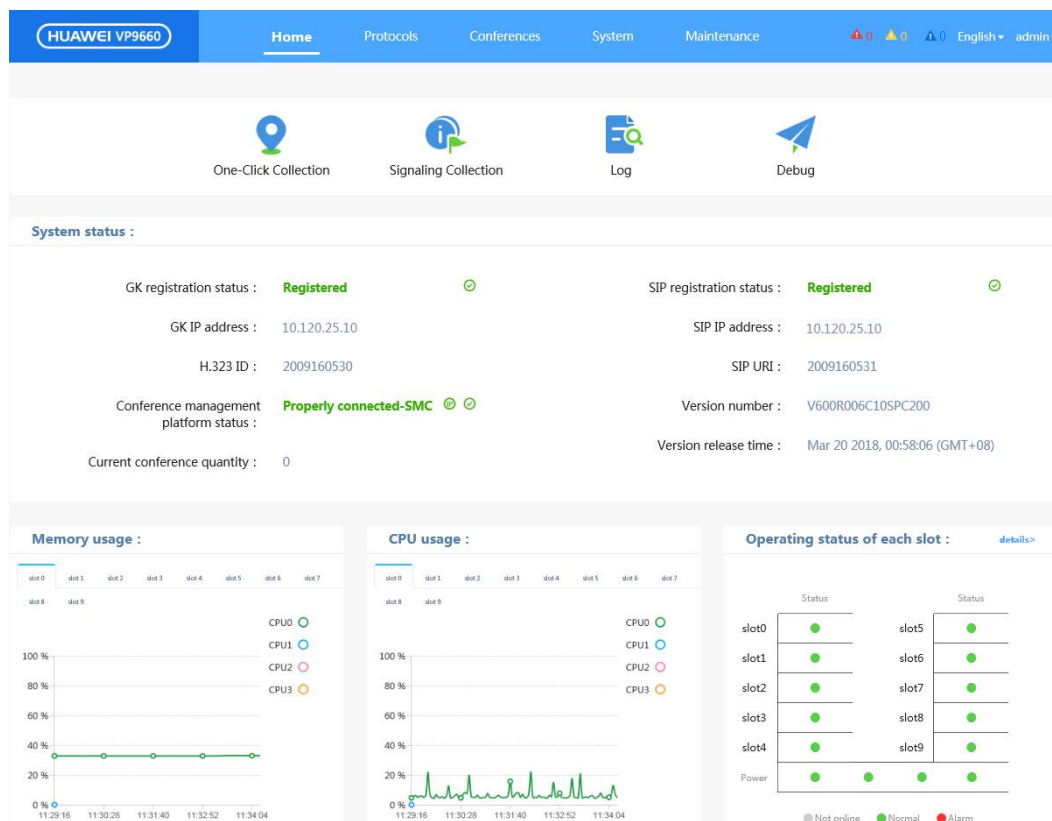 HUAWEI VP9660
Home Protocols Conferences System Maintenance 0 0 0 English admin
One-Click Collection Signaling Collection Log Debug
System status :
GK registration status : Registered SIP registration status : Registered
GK IP address : 10.120.25.10 SIP IP address : 10.120.25.10
H.323 ID : 2009160530 SIP URI : 2009160531
Conference management platform status : Properly connected-SMC IP Version number : V600R006C10SPC200
Current conference quantity : 0 Version release time : Mar 20 2018, 00:58:06 (GMT+08)
Memory usage :
slot 0 slot 1 slot 2 slot 3 slot 4 slot 5 slot 6 slot 7
slot 8 slot 9
CPU0
CPU1
CPU2
CPU3
100 %
80 %
60 %
40 %
20 %
0 %
11:29:16 11:30:28 11:31:40 11:32:52 11:34:04
CPU usage :
slot 0 slot 1 slot 2 slot 3 slot 4 slot 5 slot 6 slot 7
slot 8 slot 9
CPU0
CPU1
CPU2
CPU3
100 %
80 %
60 %
40 %
20 %
0 %
11:29:16 11:30:28 11:31:40 11:32:52 11:34:04
Operating status of each slot : details>
Status Status
slot0 slot5
slot1 slot6
slot2 slot7
slot3 slot8
slot4 slot9
Power
Not online Normal Alarm